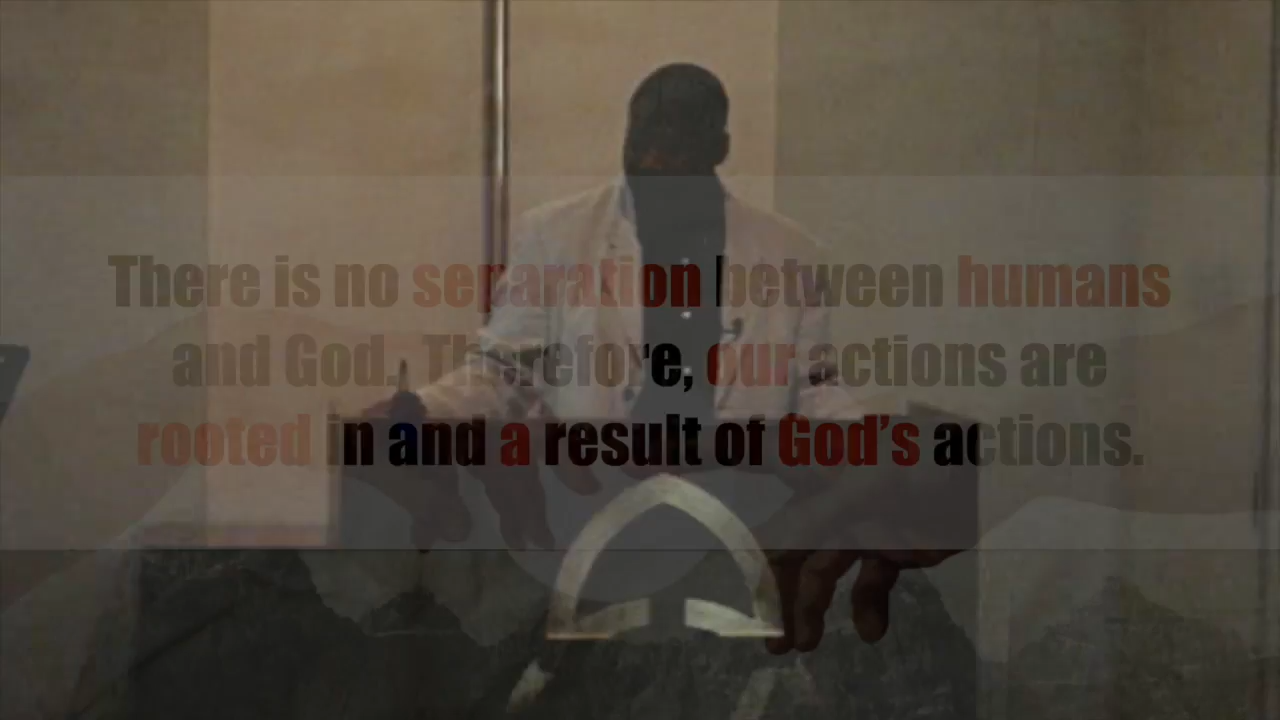 There is no separation between humans
and God. Therefore, our actions are
rooted in and a result of God’s actions.